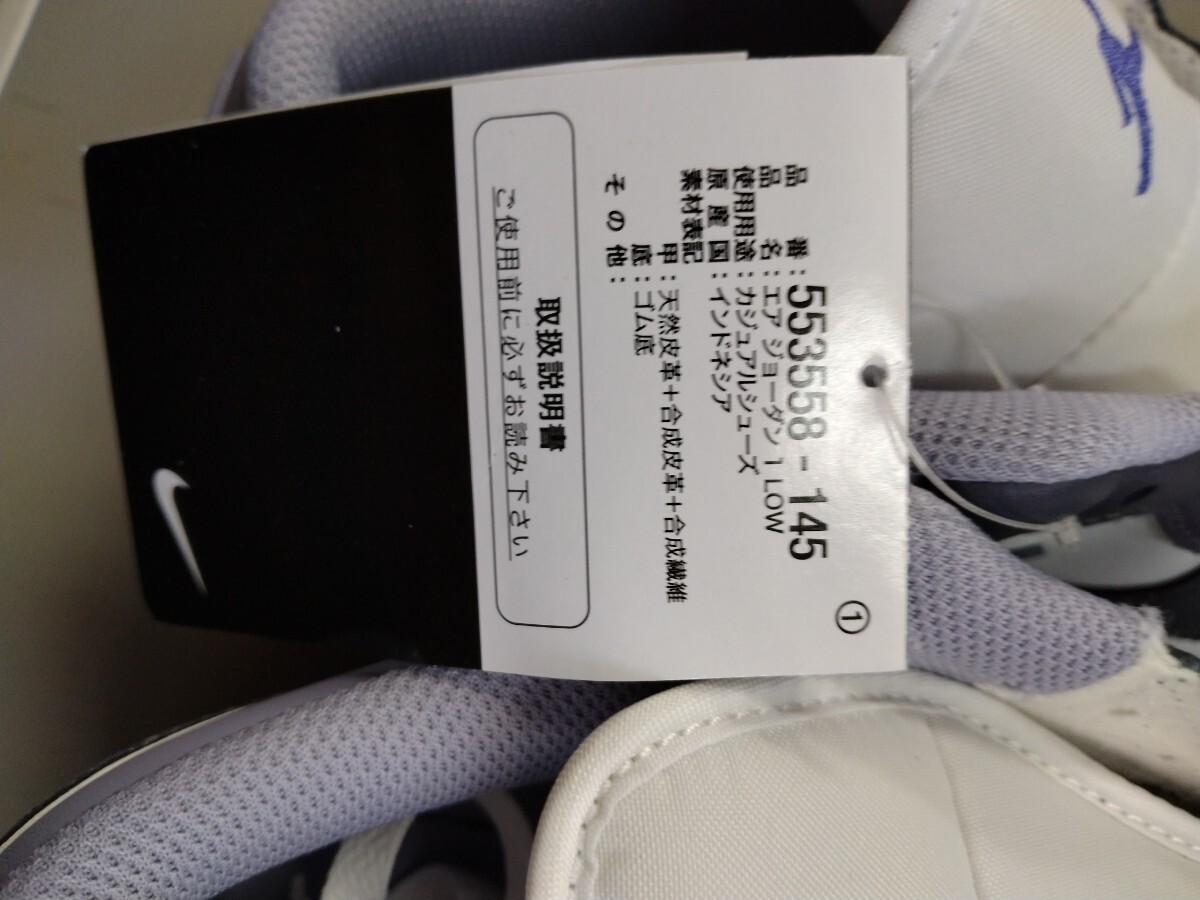 ①
品番：553558-145
品名：エア ジョーダン 1 LOW
使用用途：カジュアルシューズ
原産国：インドネシア
素材表記
甲：天然皮革＋合成皮革＋合成繊維
底：ゴム底
その他：
取扱説明書
ご使用前に必ずお読み下さい